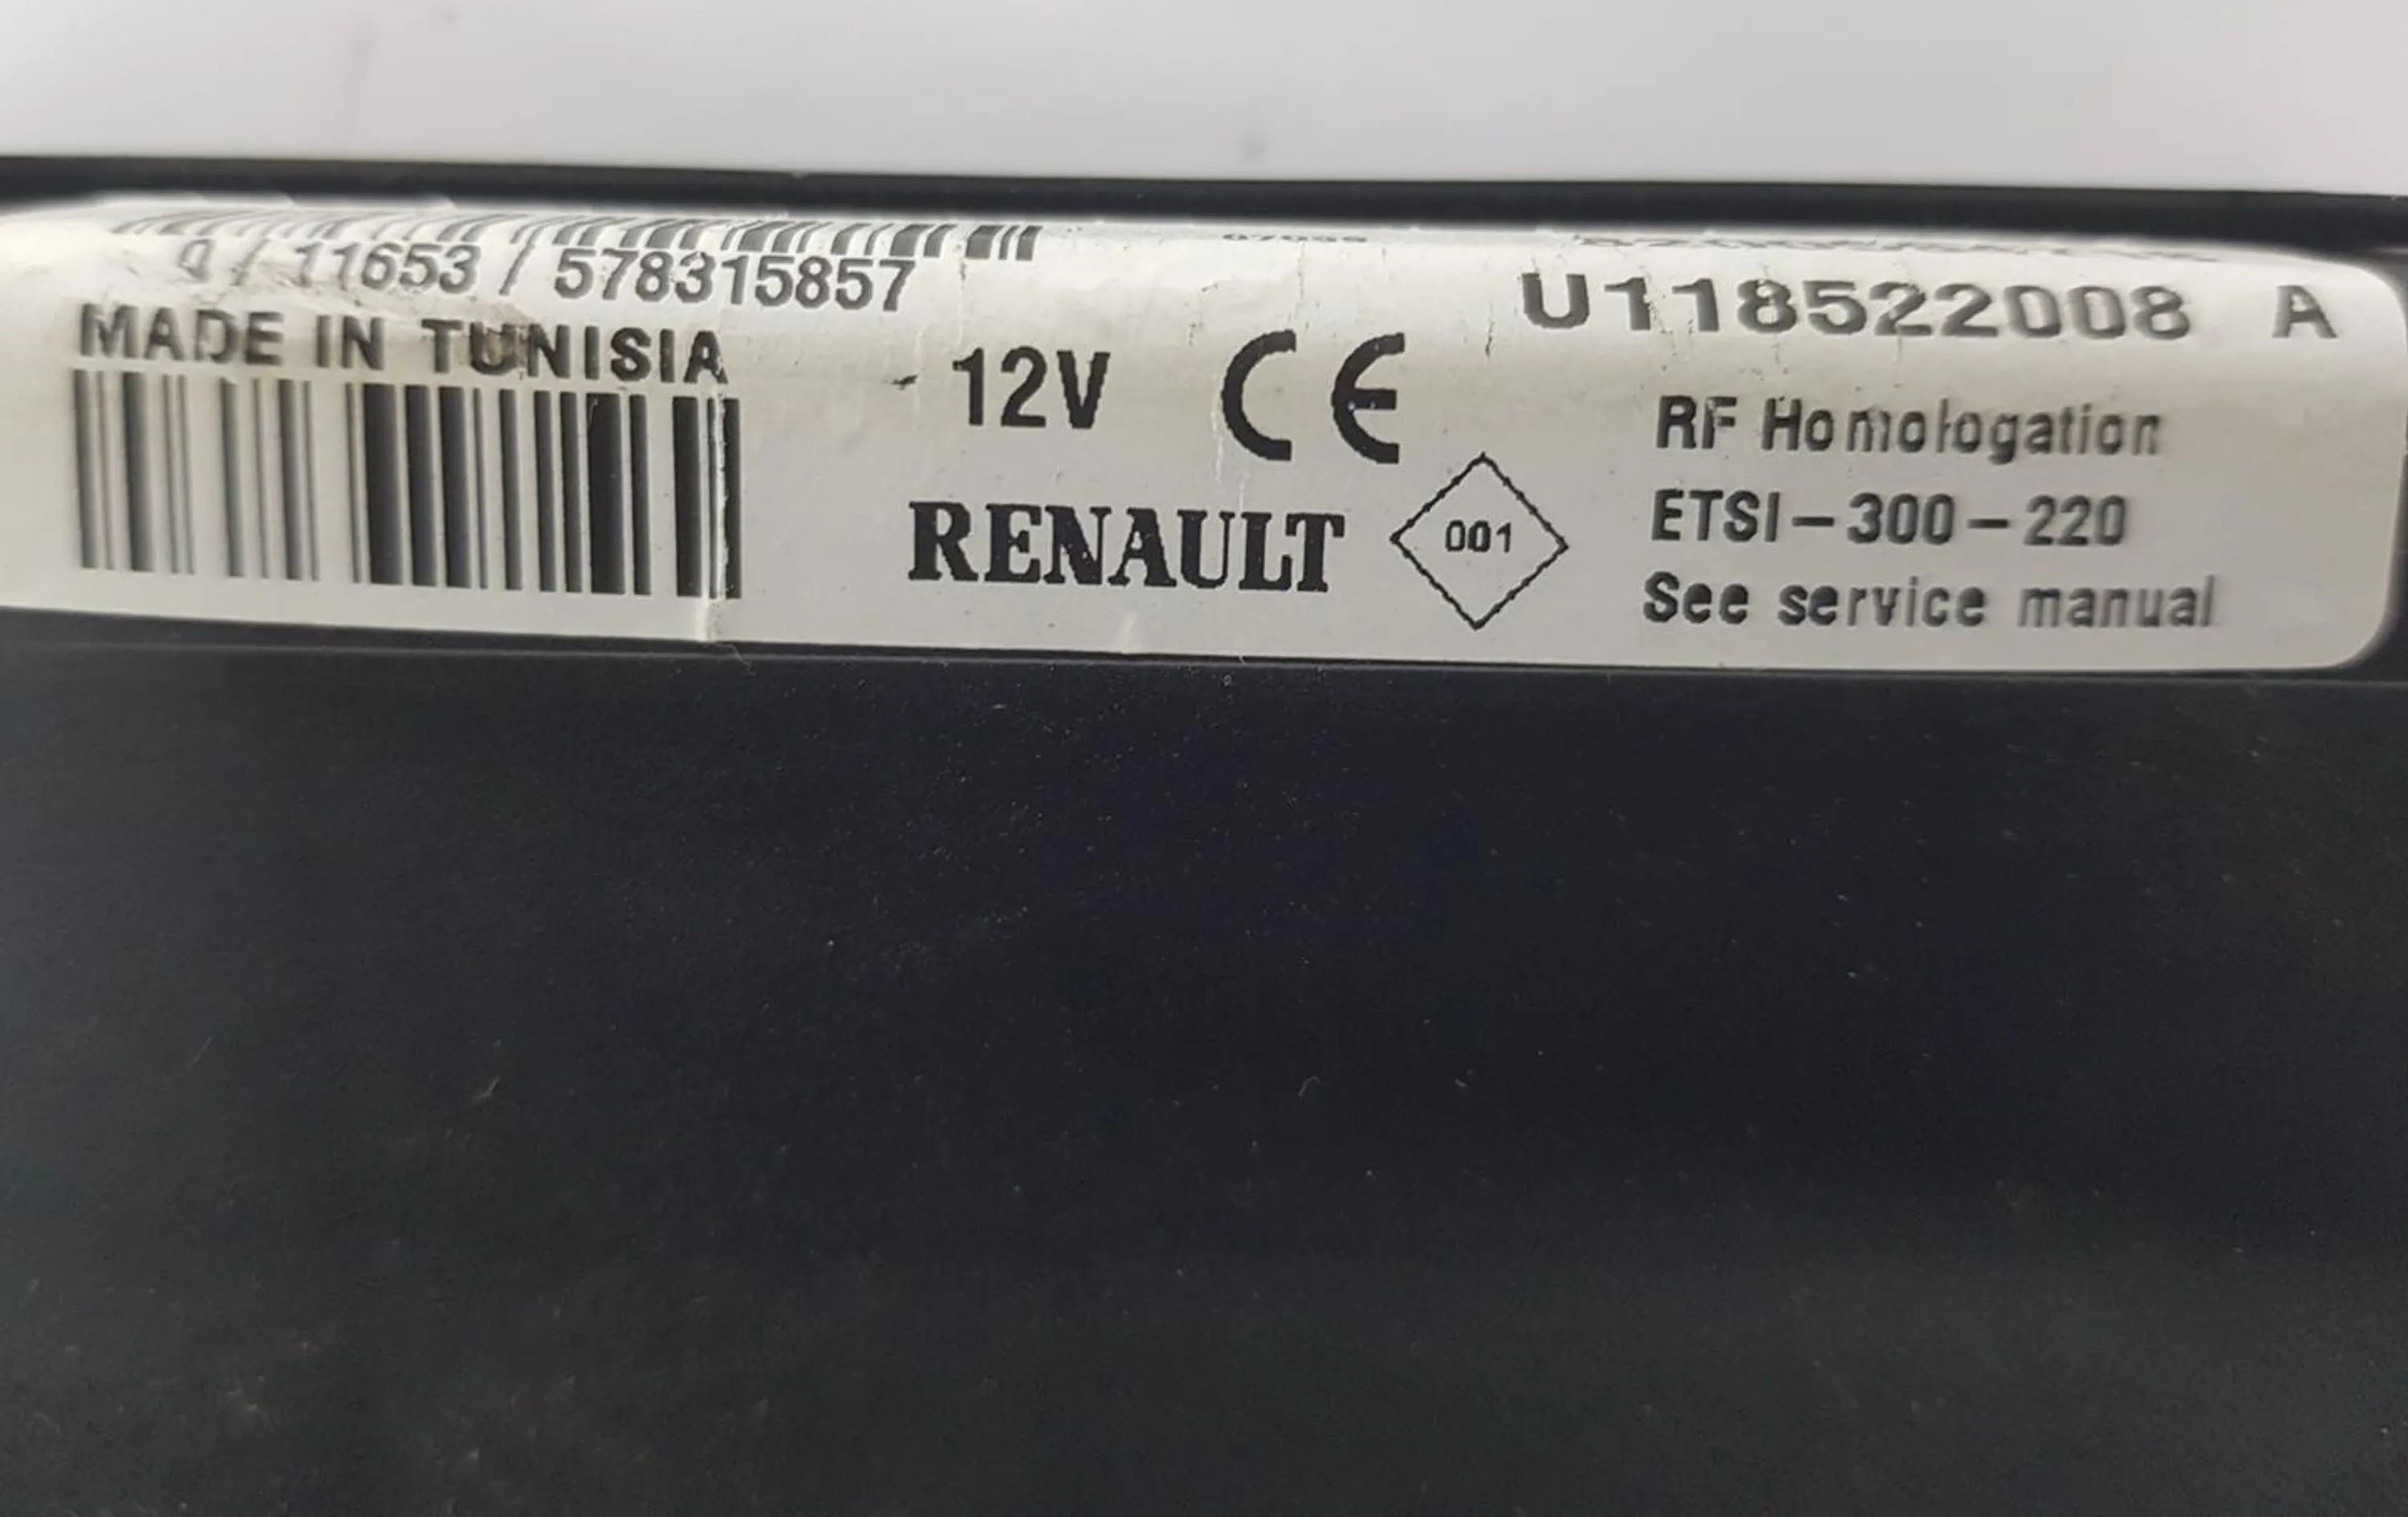 / 11653 / 578315857
MADE IN TUNISIA
12V CE
RENAULT 001
U118522008 A
RF Homologation
ETSI-300-220
See service manual